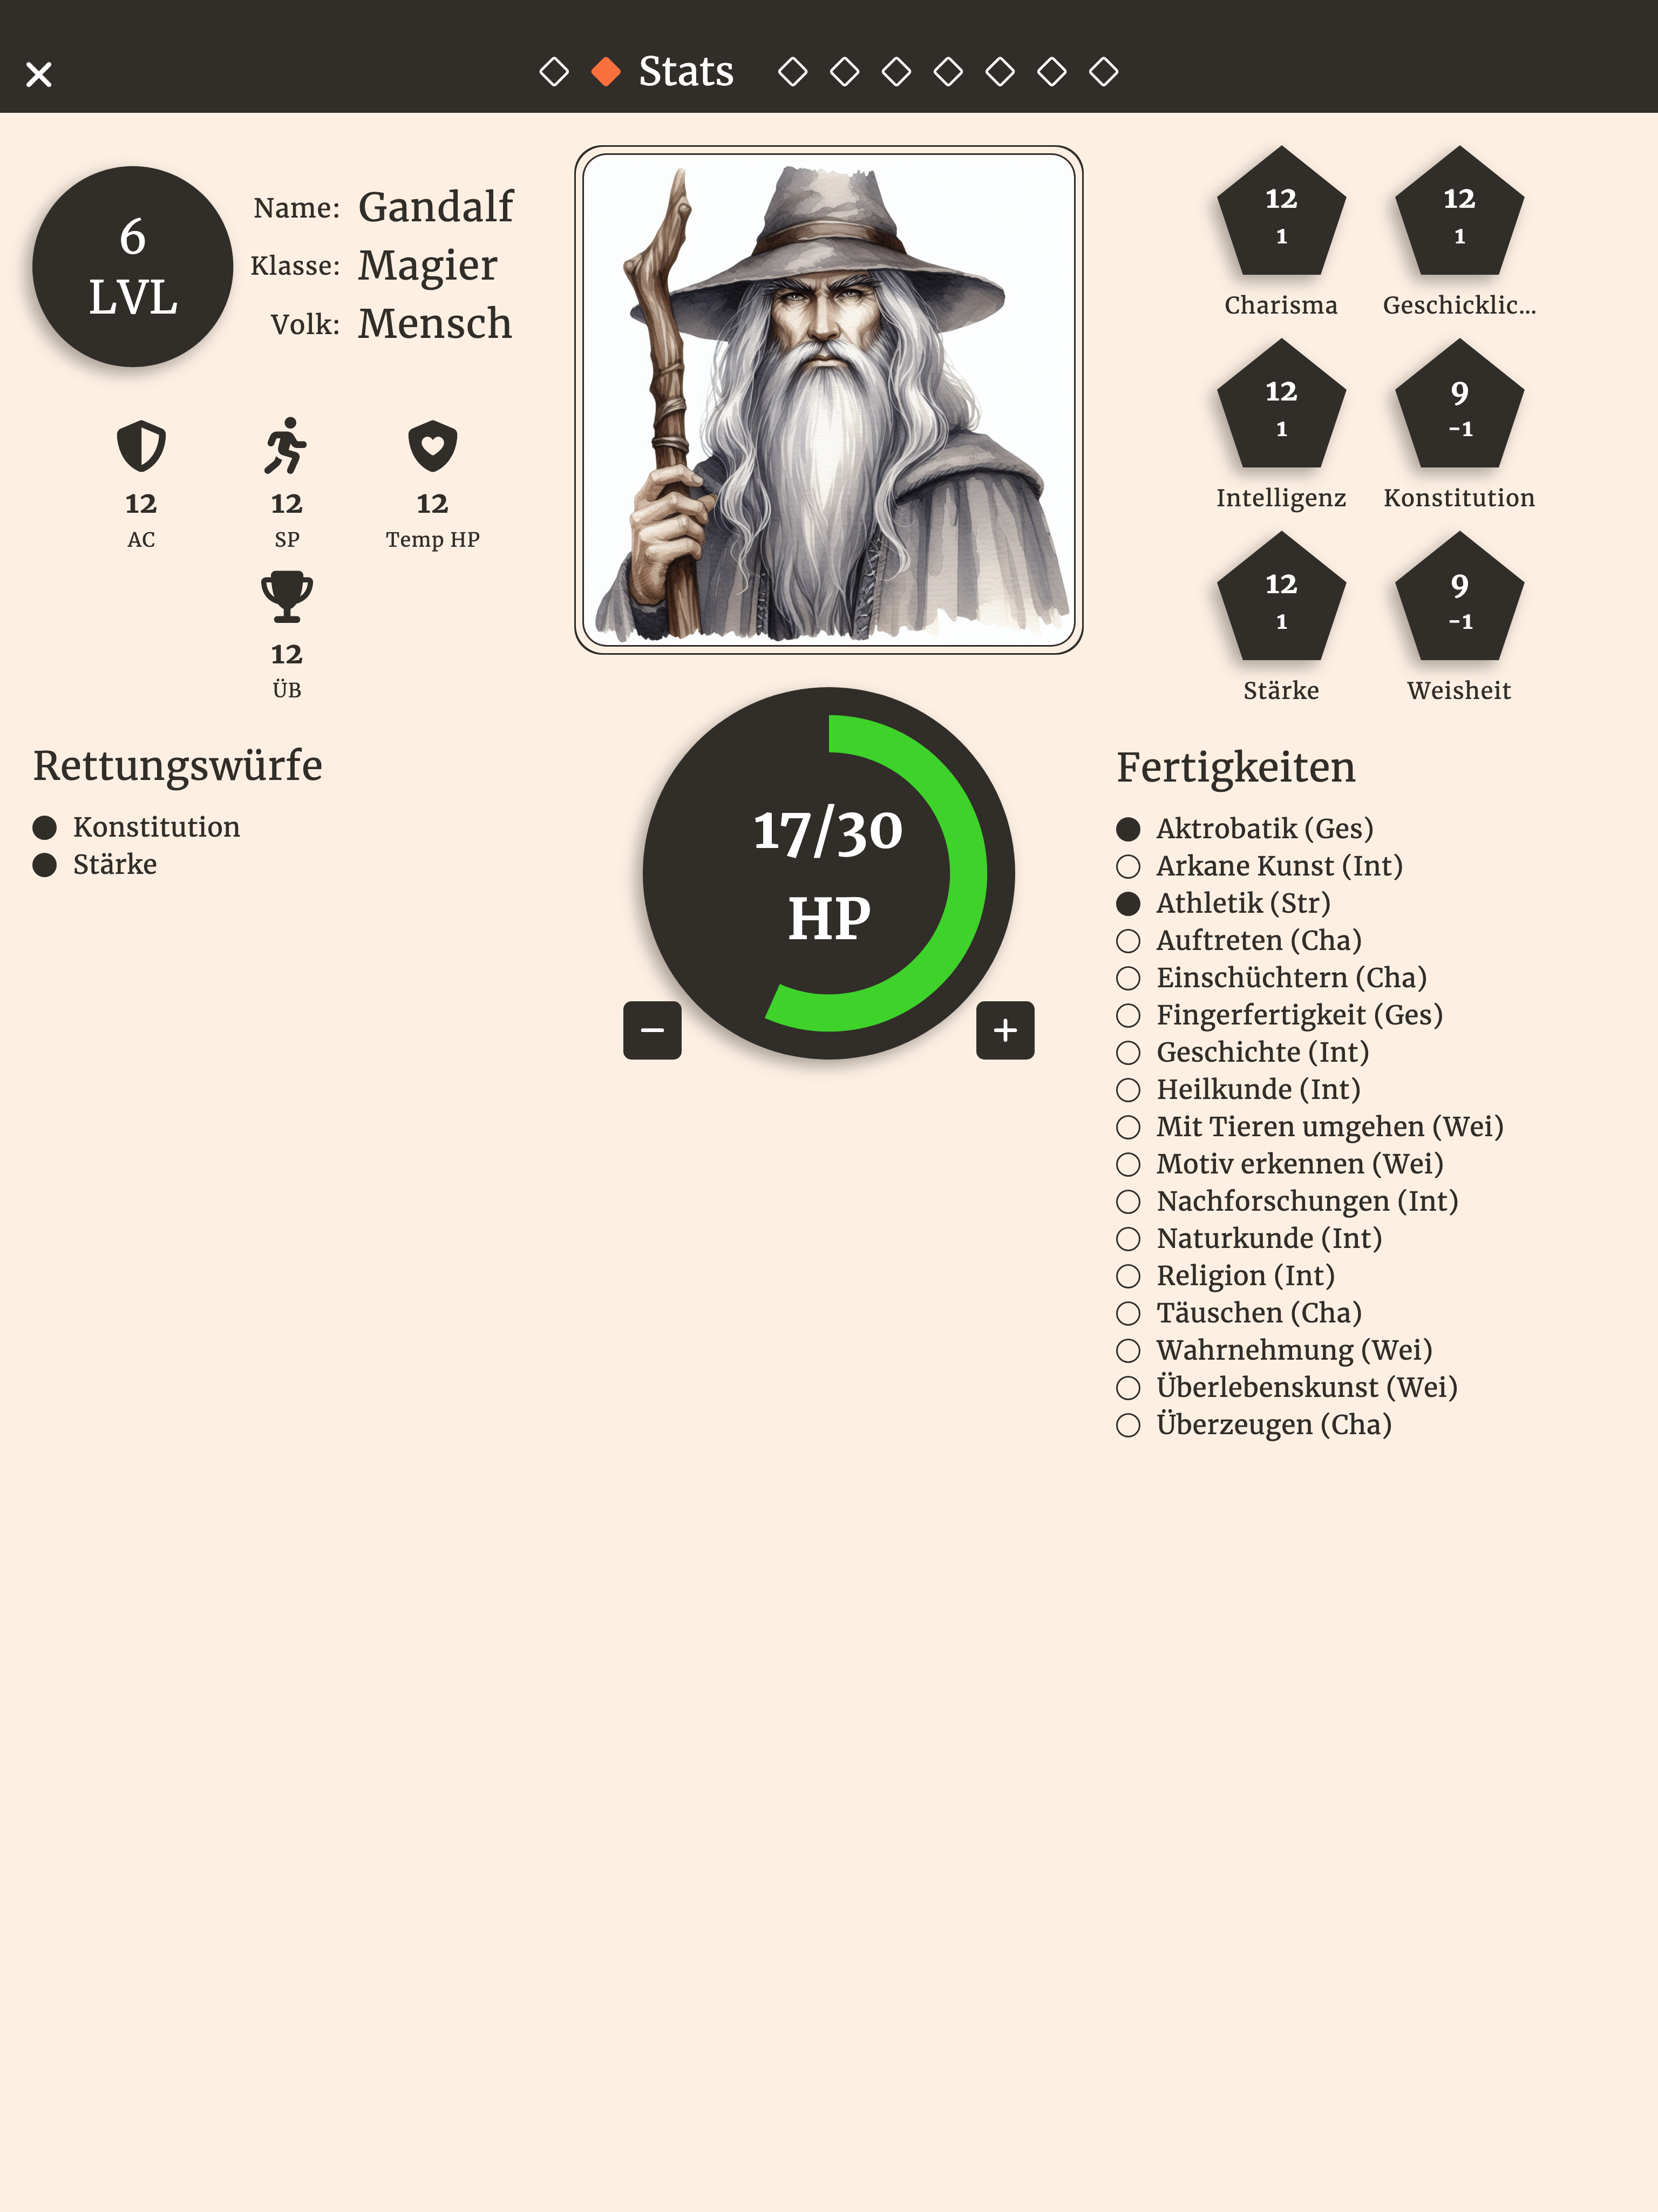 Stats
6
LVL
Name: Gandalf
Klasse: Magier
Volk: Mensch
12
AC
12
SP
12
Temp HP
12
ÜB
12
1
Charisma
12
1
Geschicklic...
12
1
Intelligenz
9
-1
Konstitution
12
1
Stärke
9
-1
Weisheit
Rettungswürfe
Konstitution
Stärke
17/30
HP
Fertigkeiten
Aktrobatik (Ges)
Arkane Kunst (Int)
Athletik (Str)
Auftreten (Cha)
Einschüchtern (Cha)
Fingerfertigkeit (Ges)
Geschichte (Int)
Heilkunde (Int)
Mit Tieren umgehen (Wei)
Motiv erkennen (Wei)
Nachforschungen (Int)
Naturkunde (Int)
Religion (Int)
Täuschen (Cha)
Wahrnehmung (Wei)
Überlebenskunst (Wei)
Überzeugen (Cha)